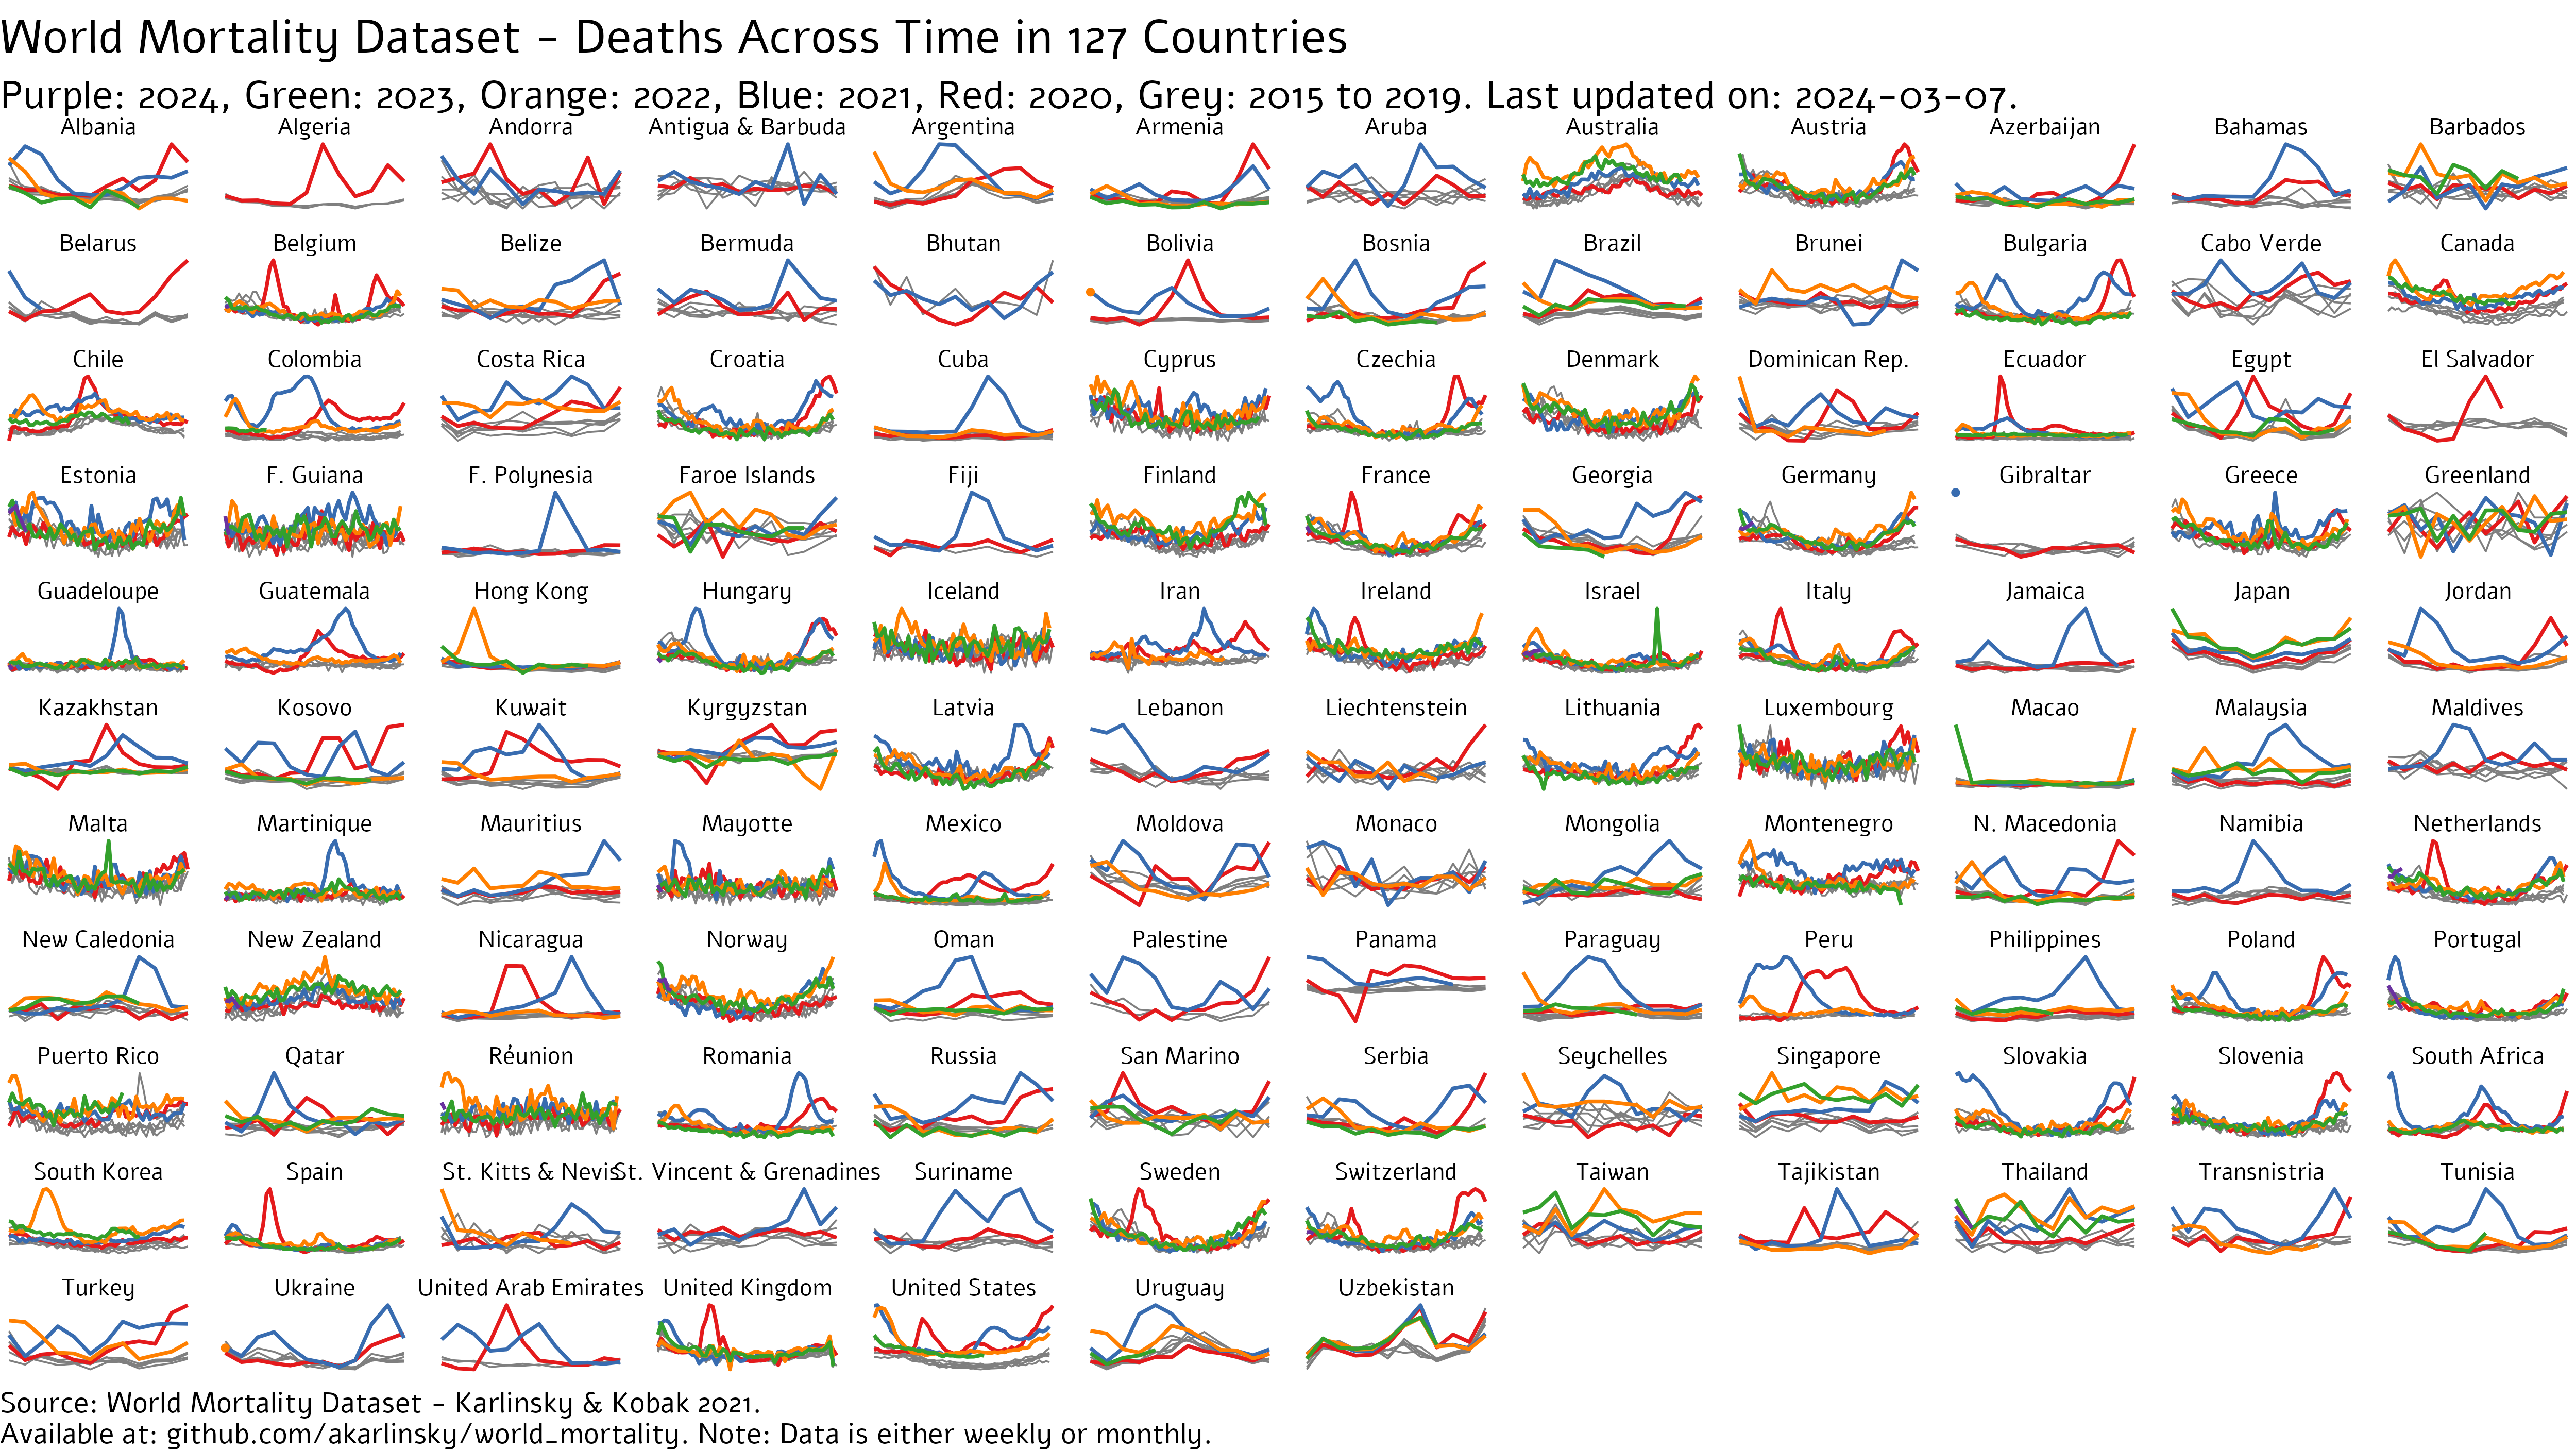 World Mortality Dataset - Deaths Across Time in 127 Countries
Purple: 2024, Green: 2023, Orange: 2022, Blue: 2021, Red: 2020, Grey: 2015 to 2019. Last updated on: 2024-03-07.
Albania Algeria Andorra Antigua & Barbuda Argentina Armenia Aruba Australia Austria Azerbaijan Bahamas Barbados
Belarus Belgium Belize Bermuda Bhutan Bolivia Bosnia Brazil Brunei Bulgaria Cabo Verde Canada
Chile Colombia Costa Rica Croatia Cuba Cyprus Czechia Denmark Dominican Rep. Ecuador Egypt El Salvador
Estonia F. Guiana F. Polynesia Faroe Islands Fiji Finland France Georgia Germany Gibraltar Greece Greenland
Guadeloupe Guatemala Hong Kong Hungary Iceland Iran Ireland Israel Italy Jamaica Japan Jordan
Kazakhstan Kosovo Kuwait Kyrgyzstan Latvia Lebanon Liechtenstein Lithuania Luxembourg Macao Malaysia Maldives
Malta Martinique Mauritius Mayotte Mexico Moldova Monaco Mongolia Montenegro N. Macedonia Namibia Netherlands
New Caledonia New Zealand Nicaragua Norway Oman Palestine Panama Paraguay Peru Philippines Poland Portugal
Puerto Rico Qatar Réunion Romania Russia San Marino Serbia Seychelles Singapore Slovakia Slovenia South Africa
South Korea Spain St. Kitts & Nevis St. Vincent & Grenadines Suriname Sweden Switzerland Taiwan Tajikistan Thailand Transnistria Tunisia
Turkey Ukraine United Arab Emirates United Kingdom United States Uruguay Uzbekistan
Source: World Mortality Dataset - Karlinsky & Kobak 2021.
Available at: github.com/akarlinsky/world_mortality. Note: Data is either weekly or monthly.